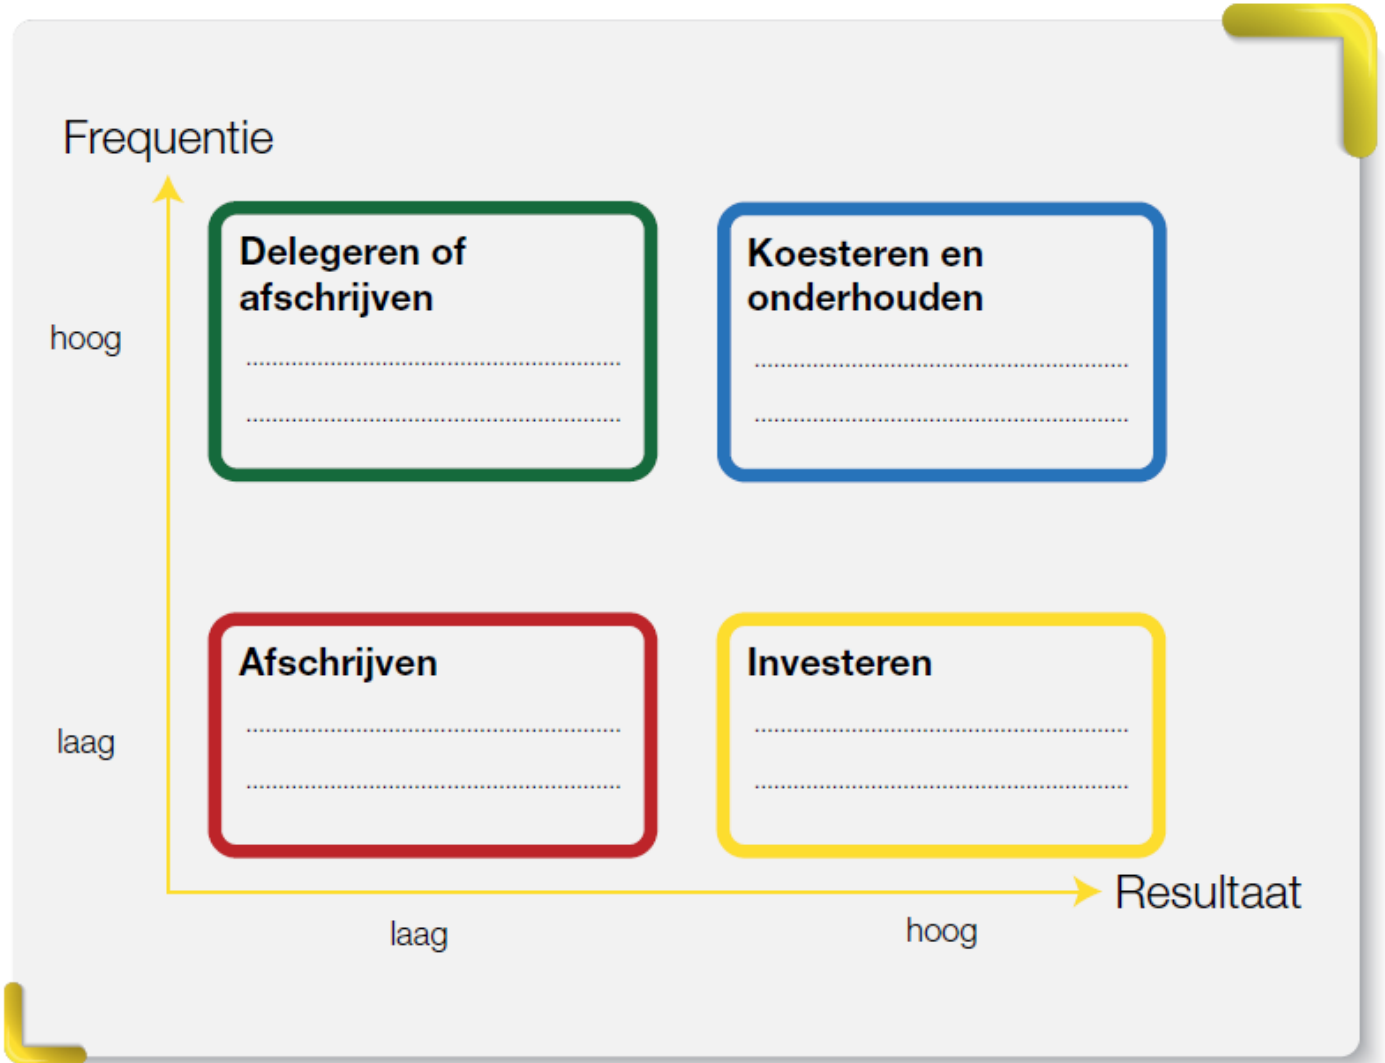 Frequentie
Delegeren of
afschrijven
Koesteren en
onderhouden
hoog
Afschrijven
Investeren
laag
Resultaat
laag
hoog